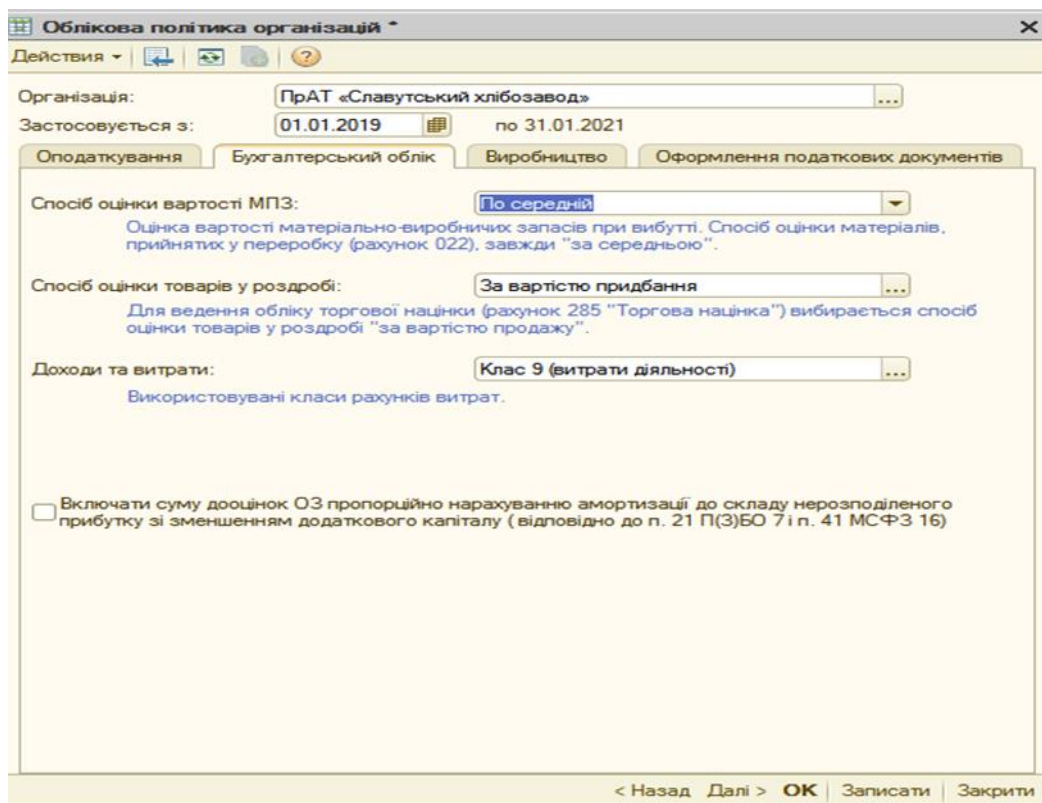 Облікова політика організацій *
Действия
Організація: ПрАТ «Славутський хлібозавод» ...
Застосовується з: 01.01.2019 по 31.01.2021
Оподаткування Бухгалтерський облік Виробництво Оформлення податкових документів
Спосіб оцінки вартості МПЗ: По середній
Оцінка вартості матеріально-виробничих запасів при вибутті. Спосіб оцінки матеріалів,
прийнятих у переробку (рахунок 022), завжди "за середньою".
Спосіб оцінки товарів у роздробі: За вартістю придбання ...
Для ведення обліку торгової націнки (рахунок 285 "Торгова націнка") вибирається спосіб
оцінки товарів у роздробі "за вартістю продажу".
Доходи та витрати: Клас 9 (витрати діяльності) ...
Використовувані класи рахунків витрат.
Включати суму дооцінок ОЗ пропорційно нарахуванню амортизації до складу нерозподіленого
прибутку зі зменшенням додаткового капіталу (відповідно до п. 21 П(З)БО 7 і п. 41 МСФЗ 16)
< Назад Далі > OK Записати Закрити